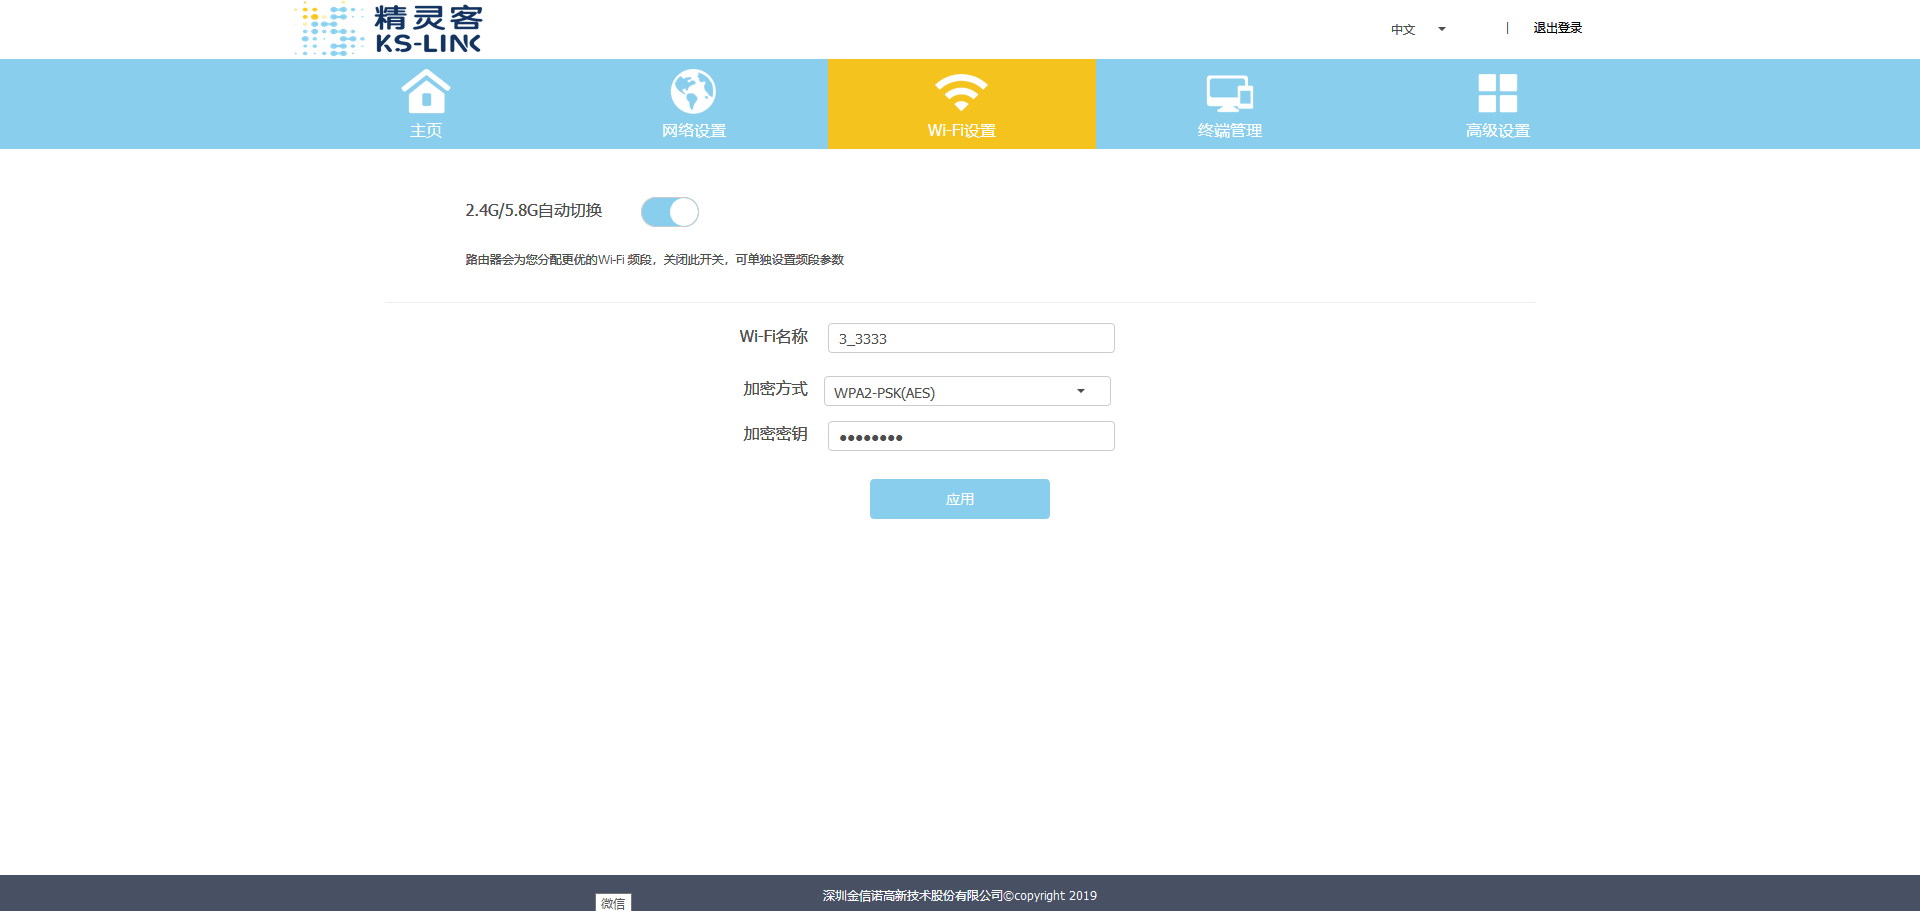 精灵客
KS-LINK
中文
|
退出登录
主页
网络设置
Wi-Fi设置
终端管理
高级设置
2.4G/5.8G自动切换
路由器会为您分配更优的Wi-Fi 频段，关闭此开关，可单独设置频段参数
Wi-Fi名称
3_3333
加密方式
WPA2-PSK(AES)
加密密钥
●●●●●●●●
应用
深圳金信诺高新技术股份有限公司©copyright 2019
微信